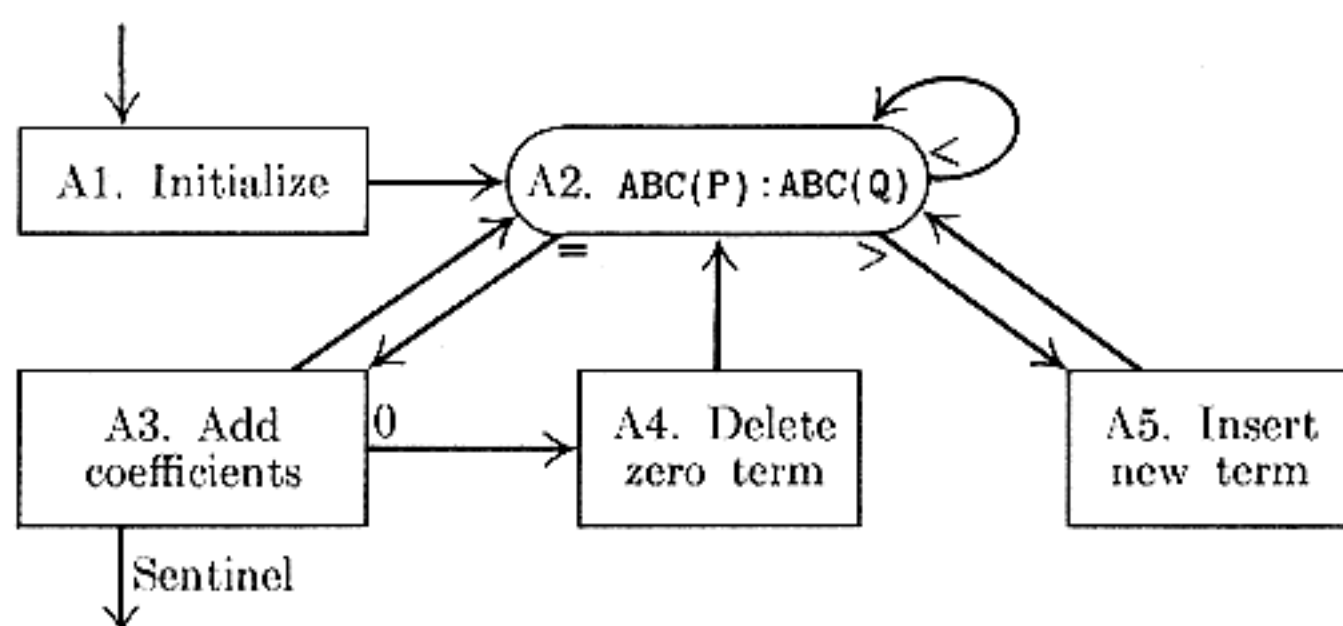 A1. Initialize
A2. ABC(P):ABC(Q)
<
=
>
A3. Add
coefficients
0
A4. Delete
zero term
A5. Insert
new term
Sentinel